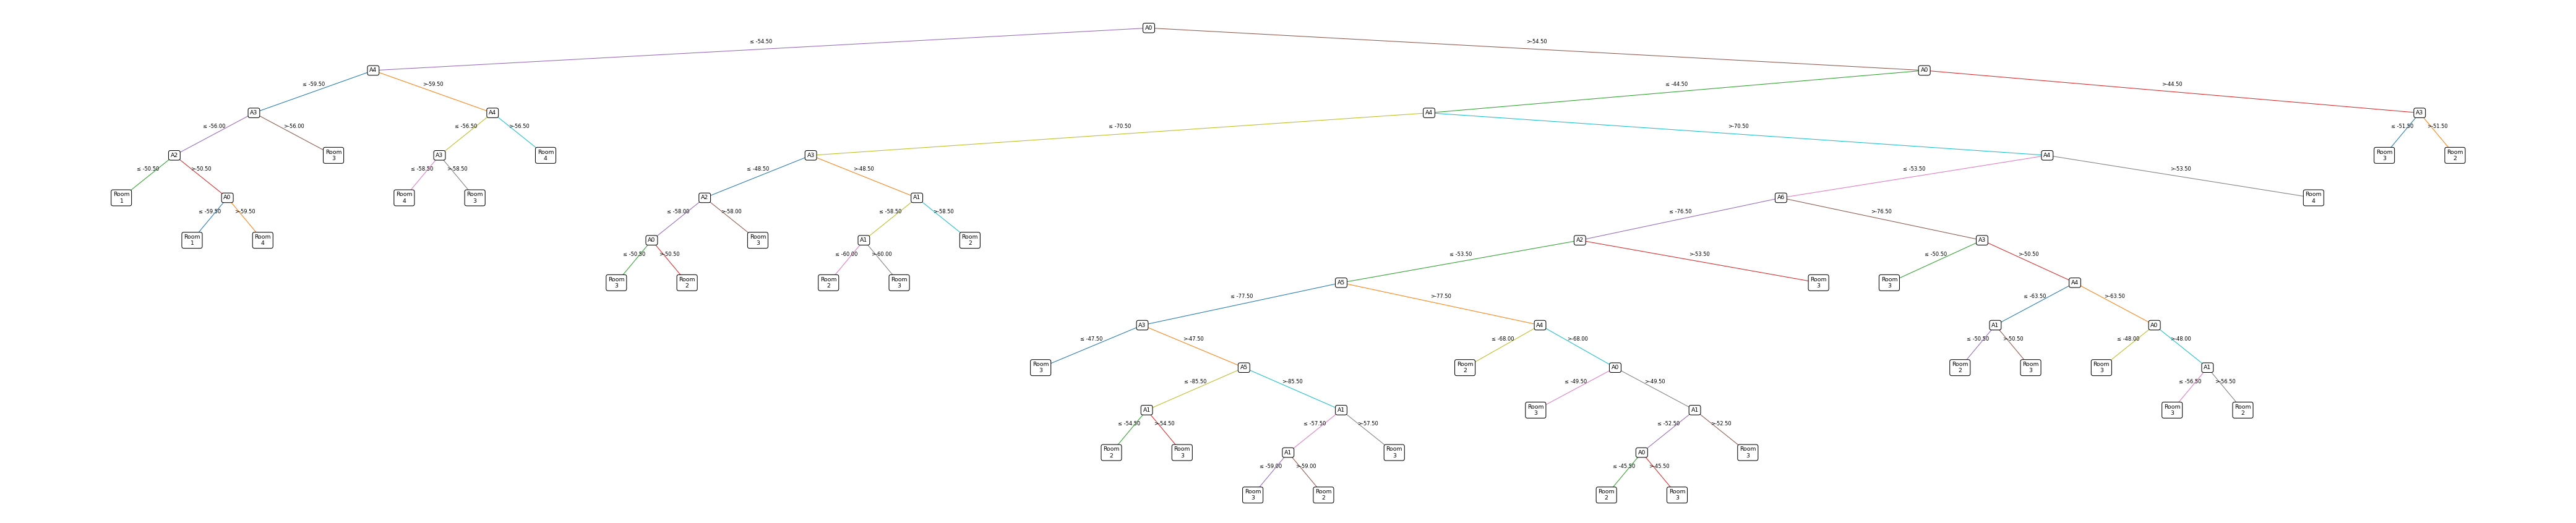 A0
≤ -54.50
>-54.50
A4
A0
≤ -59.50
>-59.50
≤ -44.50
>-44.50
A3
A4
A4
A3
≤ -56.00
>-56.00
≤ -56.50
>-56.50
≤ -70.50
>-70.50
≤ -51.50
>-51.50
A2
Room
3
A3
Room
4
A3
A4
Room
3
Room
2
≤ -50.50
>-50.50
≤ -58.50
>-58.50
≤ -48.50
>-48.50
≤ -53.50
>-53.50
Room
1
A0
Room
4
Room
3
A2
A1
A6
Room
4
≤ -59.50
>-59.50
≤ -58.00
>-58.00
≤ -58.50
>-58.50
≤ -76.50
>-76.50
Room
1
Room
4
A0
Room
3
A1
Room
2
A2
A3
≤ -50.50
>-50.50
≤ -60.00
>-60.00
≤ -53.50
>-53.50
≤ -50.50
>-50.50
Room
3
Room
2
Room
2
Room
3
A5
Room
3
Room
3
A4
≤ -77.50
>-77.50
≤ -63.50
>-63.50
A3
A4
A1
A0
≤ -47.50
>-47.50
≤ -68.00
>-68.00
≤ -50.50
>-50.50
≤ -48.00
>-48.00
Room
3
A5
Room
2
A0
Room
2
Room
3
Room
3
A1
≤ -85.50
>-85.50
≤ -49.50
>-49.50
≤ -56.50
>-56.50
A1
A1
Room
3
A1
Room
3
Room
2
≤ -54.50
>-54.50
≤ -57.50
>-57.50
≤ -52.50
>-52.50
Room
2
Room
3
A1
Room
3
A0
Room
3
≤ -59.00
>-59.00
≤ -45.50
>-45.50
Room
3
Room
2
Room
2
Room
3